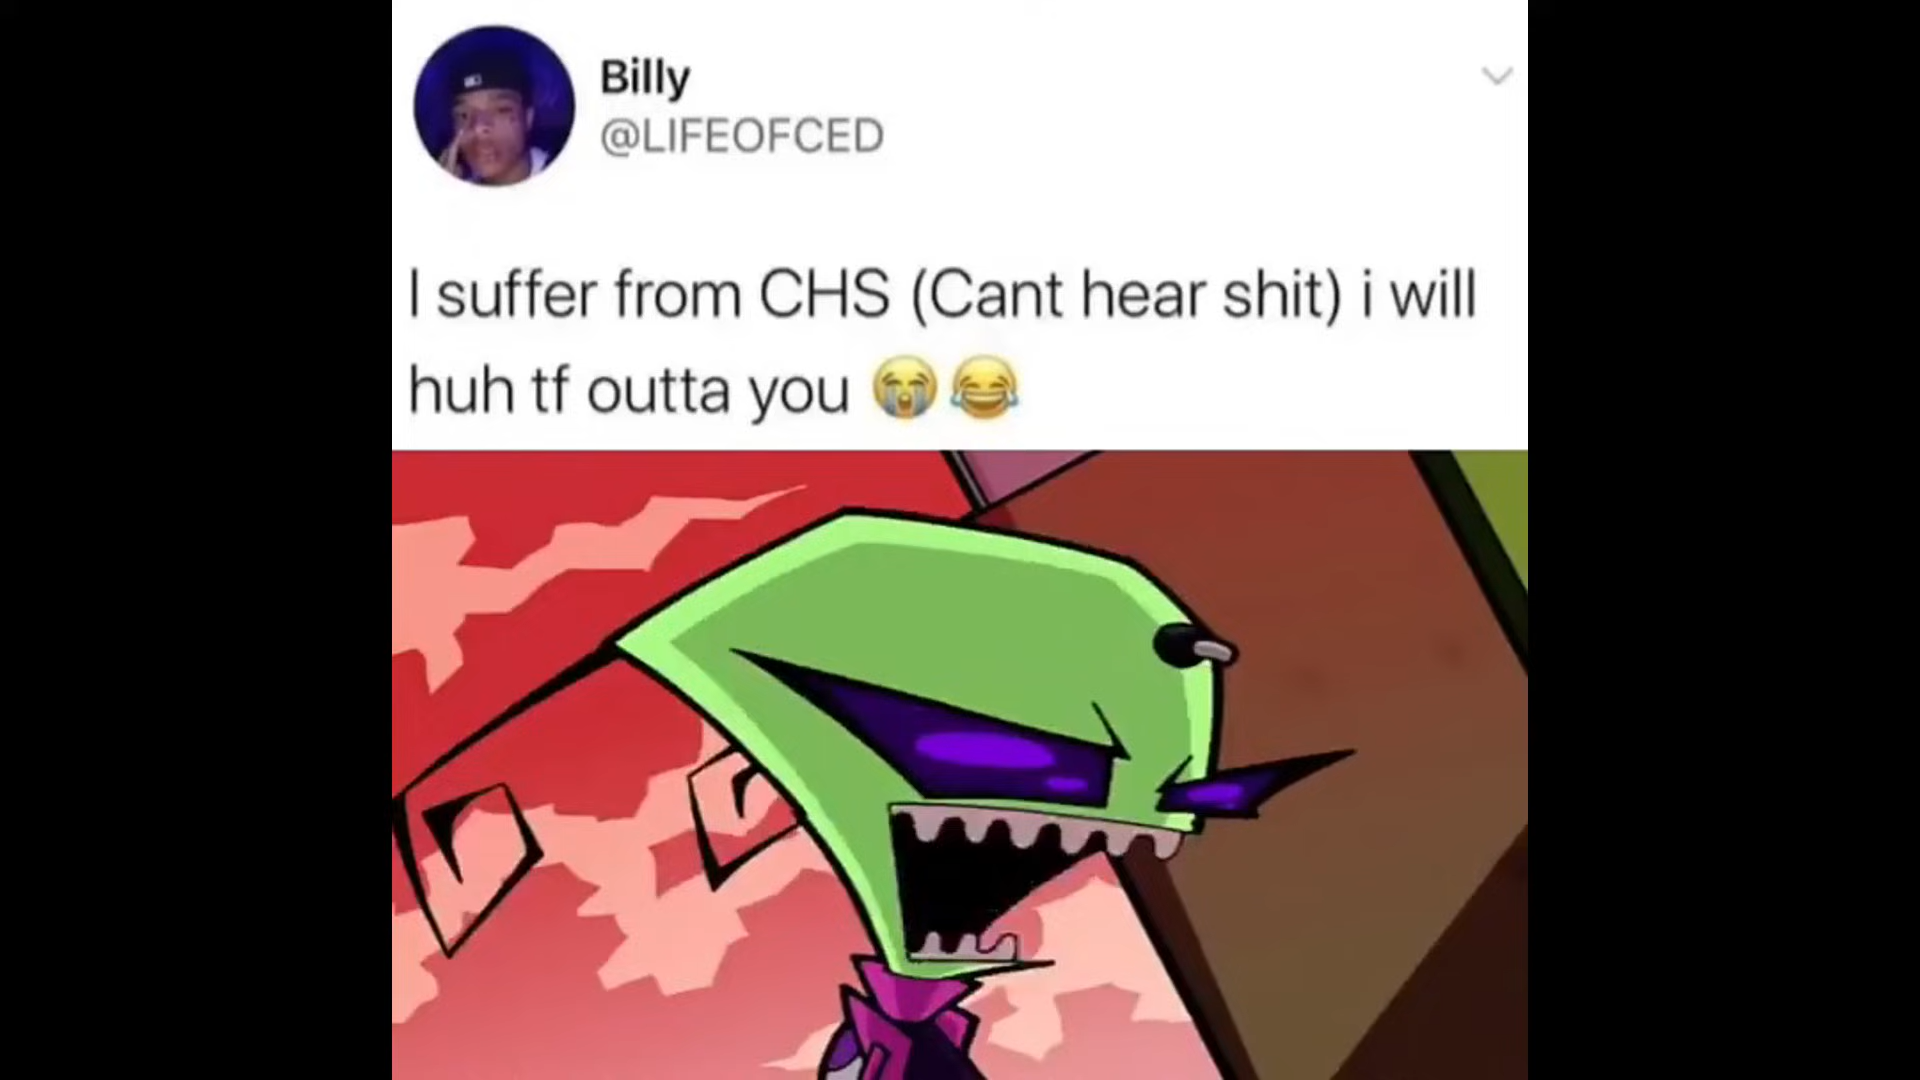 Billy
@LIFEOFCED
I suffer from CHS (Cant hear shit) i will
huh tf outta you 😭😂